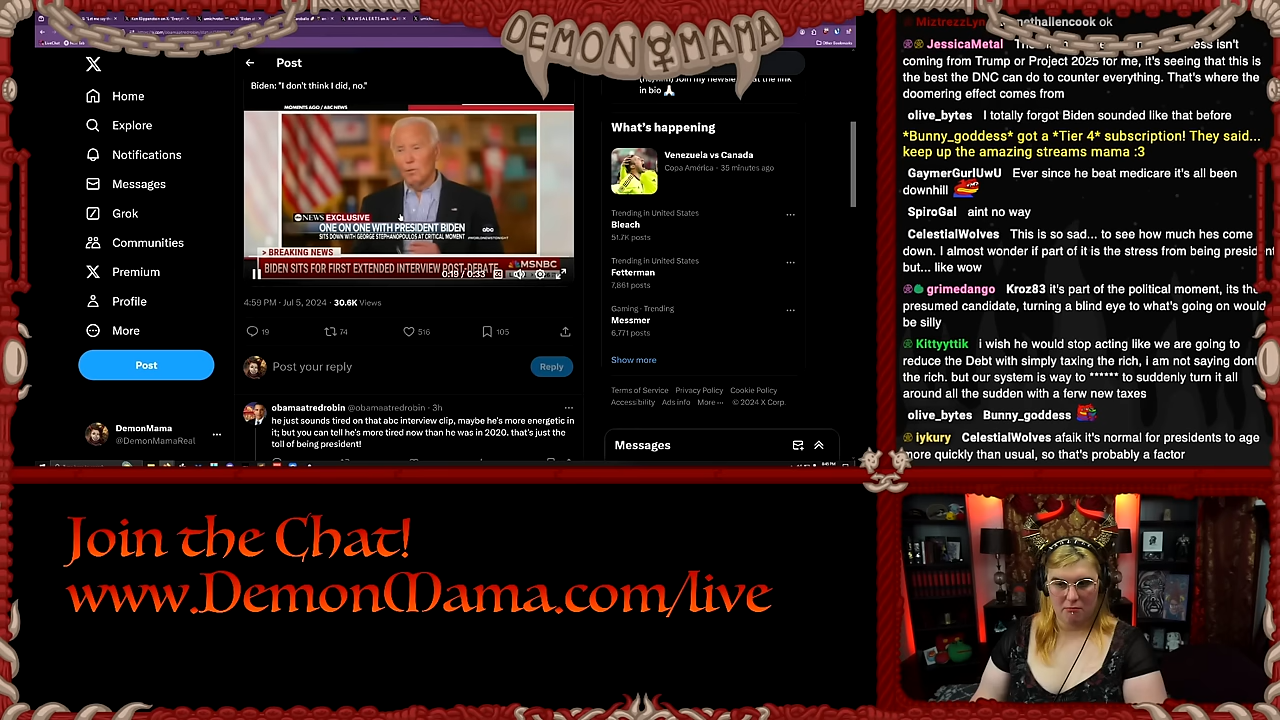 DEMON MAMA
LiveChat
Other Bookmarks
Post
Home
Explore
Notifications
Messages
Grok
Communities
Premium
Profile
More
Post
DemonMama
@DemonMamaReal
Biden: "I don't think I did, no."
MOMENTS AGO / ABC NEWS
NEWS EXCLUSIVE
ONE ON ONE WITH PRESIDENT BIDEN
SITS DOWN WITH GEORGE STEPHANOPOULOS AT CRITICAL MOMENT
abc
> BREAKING NEWS
MSNBC
BIDEN SITS FOR FIRST EXTENDED INTERVIEW POST-DEBATE
0:19 / 0:33
4:59 PM · Jul 5, 2024 · 30.6K Views
19
74
516
105
Post your reply
Reply
obamaatredrobin @obamaatredrobin · 3h
he just sounds tired on that abc interview clip, maybe he's more energetic in
it; but you can tell he's more tired now than he was in 2020. that's just the
toll of being president!
in bio
What's happening
Venezuela vs Canada
Copa América · 35 minutes ago
Trending in United States
Bleach
51.7K posts
Trending in United States
Fetterman
7,861 posts
Gaming · Trending
Messmer
6,771 posts
Show more
Terms of Service Privacy Policy Cookie Policy
Accessibility Ads info More ··· © 2024 X Corp.
Messages
ok
JessicaMetal
coming from Trump or Project 2025 for me, it's seeing that this is
the best the DNC can do to counter everything. That's where the
doomering effect comes from
olive_bytes I totally forgot Biden sounded like that before
*Bunny_goddess* got a *Tier 4* subscription! They said...
keep up the amazing streams mama :3
GaymerGurlUwU Ever since he beat medicare it's all been
downhill
SpiroGal aint no way
CelestialWolves This is so sad... to see how much hes come
down. I almost wonder if part of it is the stress from being president
but... like wow
grimedango Kroz83 it's part of the political moment, its the
presumed candidate, turning a blind eye to what's going on would
be silly
Kittyyttik i wish he would stop acting like we are going to
reduce the Debt with simply taxing the rich, i am not saying dont
the rich. but our system is way to ****** to suddenly turn it all
around all the sudden with a ferw new taxes
olive_bytes Bunny_goddess
iykury CelestialWolves afaik it's normal for presidents to age
more quickly than usual, so that's probably a factor
Join the Chat!
www.DemonMama.com/live